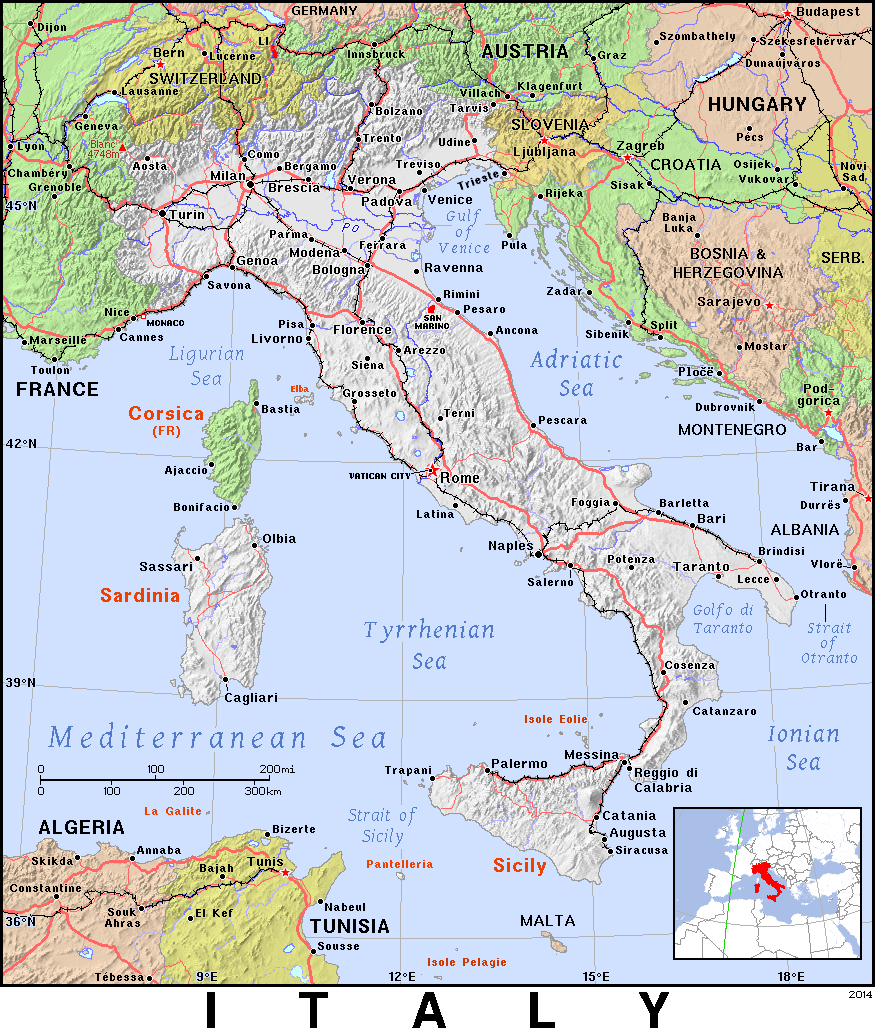 GERMANY
Dijon
Budapest
Bern
Lucerne
LI.
Innsbruck
AUSTRIA
Graz
Szombathely
Székesfehérvár
Dunaújváros
SWITZERLAND
Lausanne
Villach
Klagenfurt
Tarvis
HUNGARY
Bolzano
Geneva
SLOVENIA
Pécs
Lyon
Blanc
4748m
Trento
Udine
Ljubljana
Zagreb
CROATIA
Osijek
Novi
Sad
Chambéry
Aosta
Como
Bergamo
Treviso
Grenoble
Milan
Brescia
Verona
Trieste
Sisak
Vukovar
45°N
Padova
Venice
Rijeka
Turin
Gulf
of
Venice
Banja
Luka
Parma
Po
Ferrara
Pula
Modena
BOSNIA &
HERZEGOVINA
SERB.
Genoa
Bologna
Ravenna
Savona
Zadar
Sarajevo
Rimini
Nice
MONACO
Pisa
SAN
MARINO
Pesaro
Cannes
Florence
Ancona
Sibenik
Split
Marseille
Livorno
Mostar
Toulon
Ligurian
Sea
Arezzo
Siena
Adriatic
Sea
Pločë
FRANCE
Elba
Grosseto
Pod-
gorica
Corsica
(FR)
Bastia
Terni
Dubrovnik
Pescara
MONTENEGRO
42°N
Bar
Ajaccio
VATICAN CITY
Rome
Tirana
Bonifacio
Latina
Foggia
Barletta
Durrës
Bari
ALBANIA
Olbia
Naples
Sassari
Potenza
Brindisi
Taranto
Vlorë
Salerno
Lecce
Sardinia
Otranto
Golfo di
Taranto
Tyrrhenian
Sea
Strait
of
Otranto
Cosenza
39°N
Cagliari
Catanzaro
Isole Eolie
Mediterranean Sea
Ionian
Sea
Messina
0 100 200mi
Trapani
Palermo
Reggio di
Calabria
0 100 200 300km
La Galite
Strait of
Sicily
Catania
ALGERIA
Bizerte
Augusta
Annaba
Siracusa
Skikda
Bajah
Tunis
Pantelleria
Sicily
Constantine
Souk
Ahras
El Kef
Nabeul
36°N
TUNISIA
MALTA
Sousse
Isole Pelagie
Tébessa
9°E
12°E
15°E
18°E
2014
ITALY